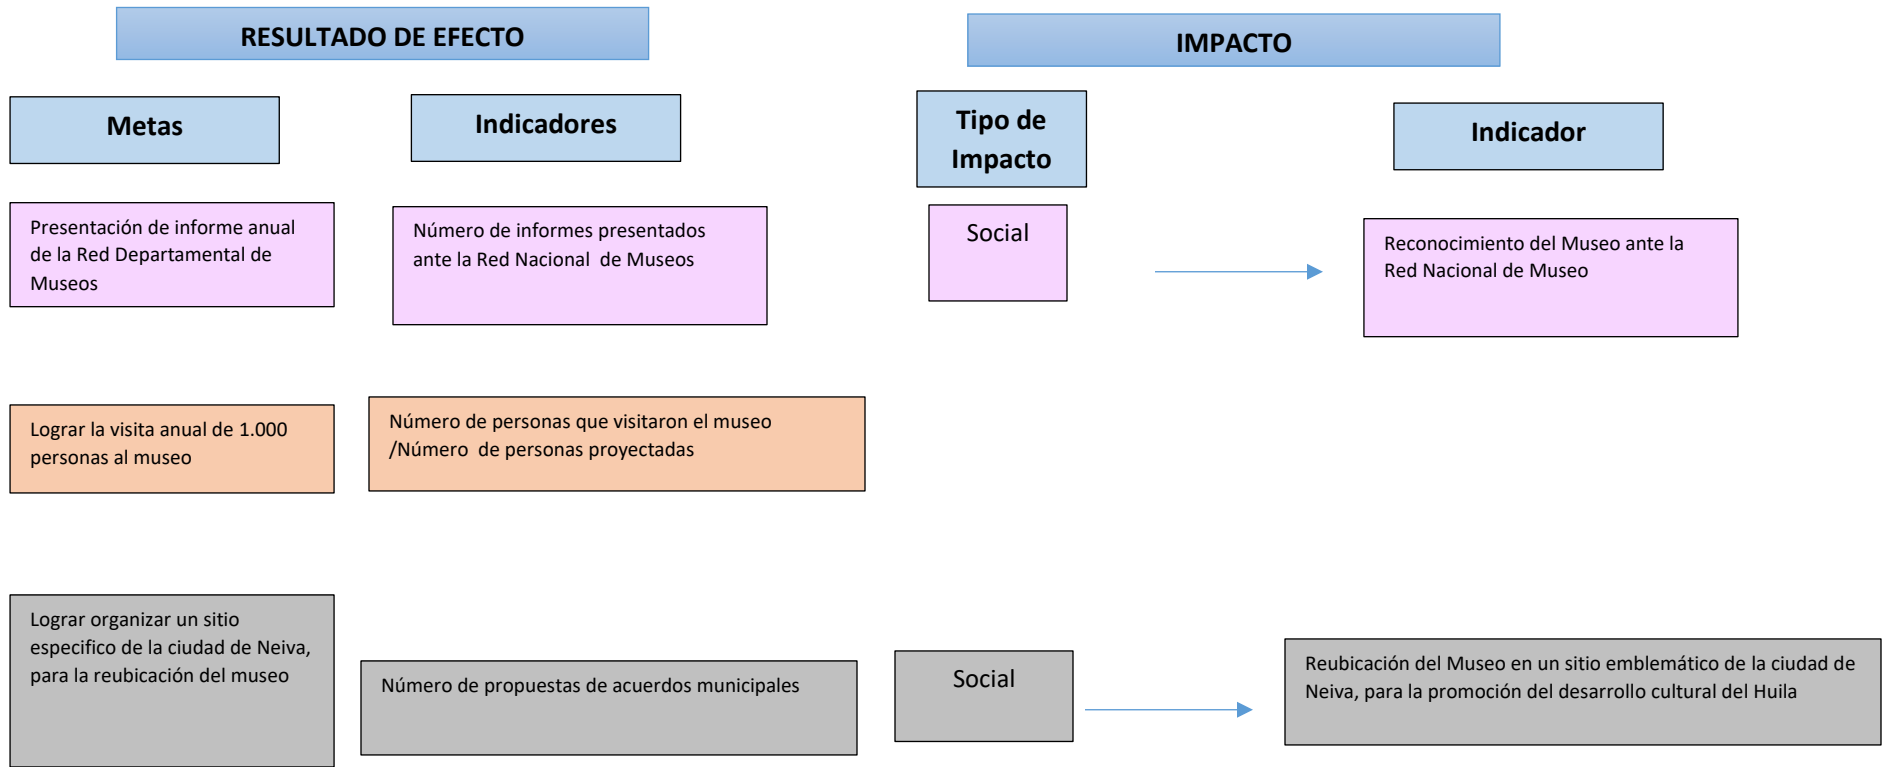 RESULTADO DE EFECTO
IMPACTO
Metas
Indicadores
Tipo de
Impacto
Indicador
Presentación de informe anual
de la Red Departamental de
Museos
Número de informes presentados
ante la Red Nacional de Museos
Social
Reconocimiento del Museo ante la
Red Nacional de Museo
Lograr la visita anual de 1.000
personas al museo
Número de personas que visitaron el museo
/Número de personas proyectadas
Lograr organizar un sitio
especifico de la ciudad de Neiva,
para la reubicación del museo
Número de propuestas de acuerdos municipales
Social
Reubicación del Museo en un sitio emblemático de la ciudad de
Neiva, para la promoción del desarrollo cultural del Huila